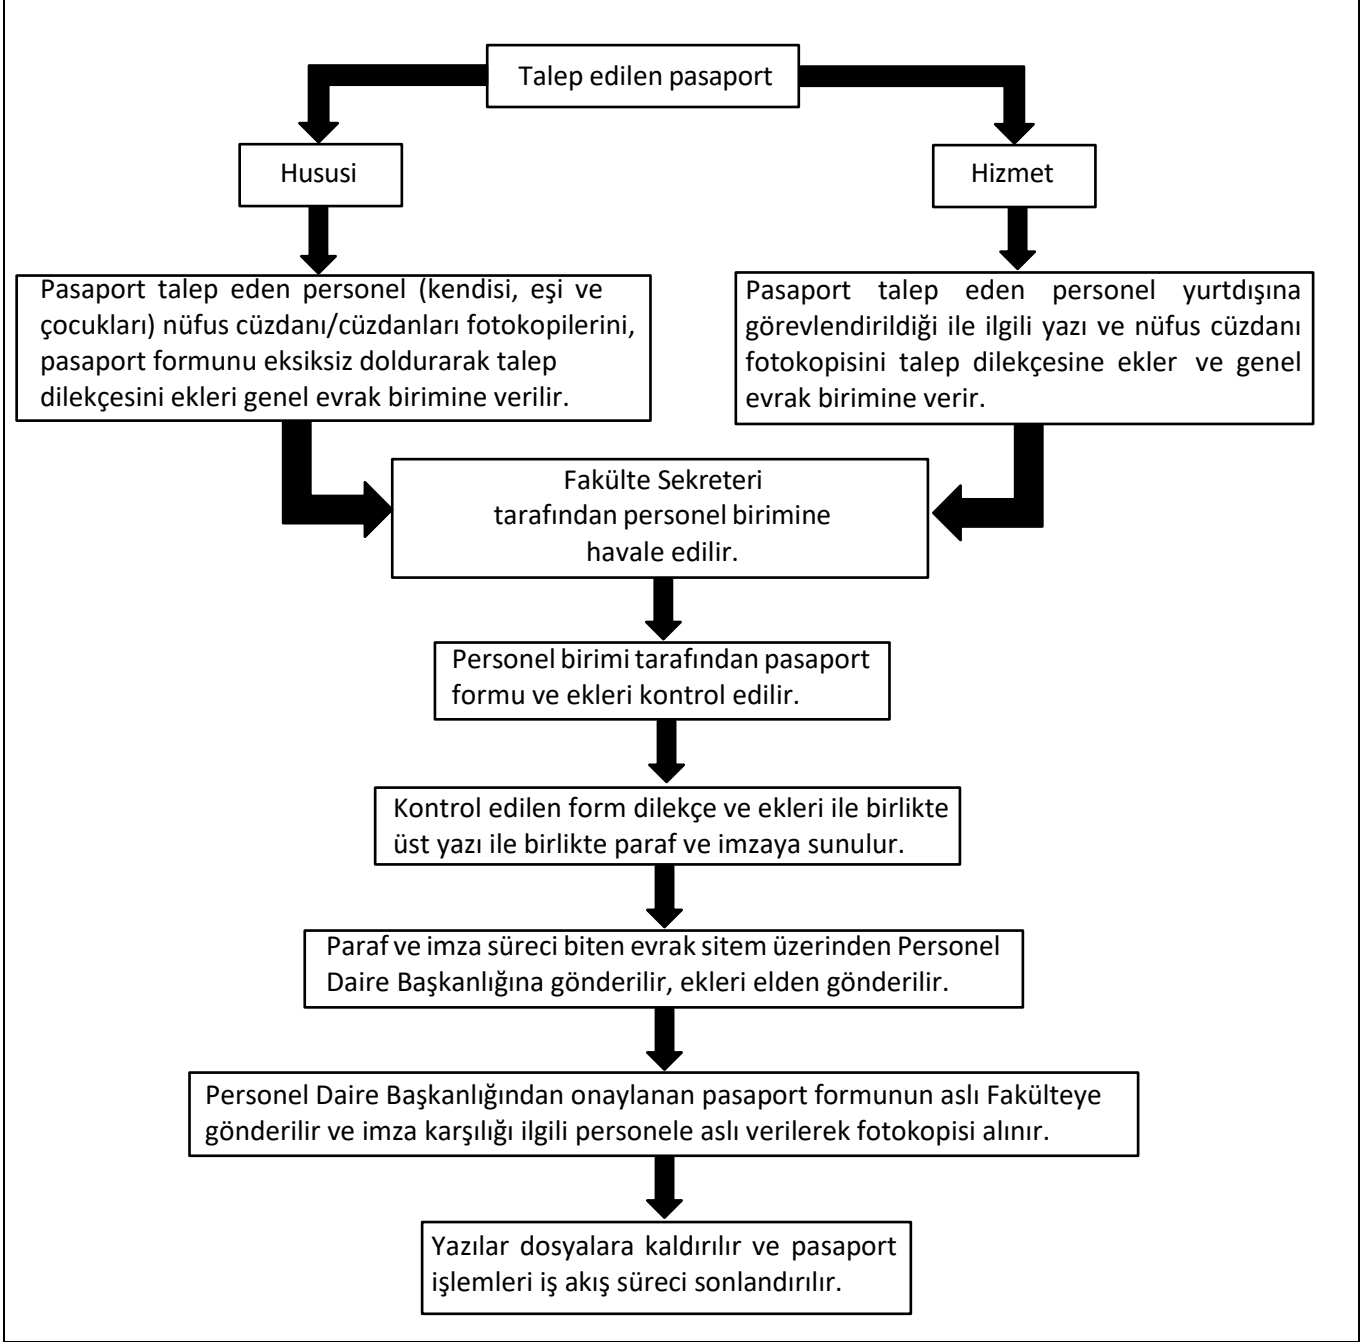 Talep edilen pasaport
Hususi
Hizmet
Pasaport talep eden personel (kendisi, eşi ve
çocukları) nüfus cüzdanı/cüzdanları fotokopilerini,
pasaport formunu eksiksiz doldurarak talep
dilekçesini ekleri genel evrak birimine verilir.
Pasaport talep eden personel yurtdışına
görevlendirildiği ile ilgili yazı ve nüfus cüzdanı
fotokopisini talep dilekçesine ekler ve genel
evrak birimine verir.
Fakülte Sekreteri
tarafından personel birimine
havale edilir.
Personel birimi tarafından pasaport
formu ve ekleri kontrol edilir.
Kontrol edilen form dilekçe ve ekleri ile birlikte
üst yazı ile birlikte paraf ve imzaya sunulur.
Paraf ve imza süreci biten evrak sitem üzerinden Personel
Daire Başkanlığına gönderilir, ekleri elden gönderilir.
Personel Daire Başkanlığından onaylanan pasaport formunun aslı Fakülteye
gönderilir ve imza karşılığı ilgili personele aslı verilerek fotokopisi alınır.
Yazılar dosyalara kaldırılır ve pasaport
işlemleri iş akış süreci sonlandırılır.